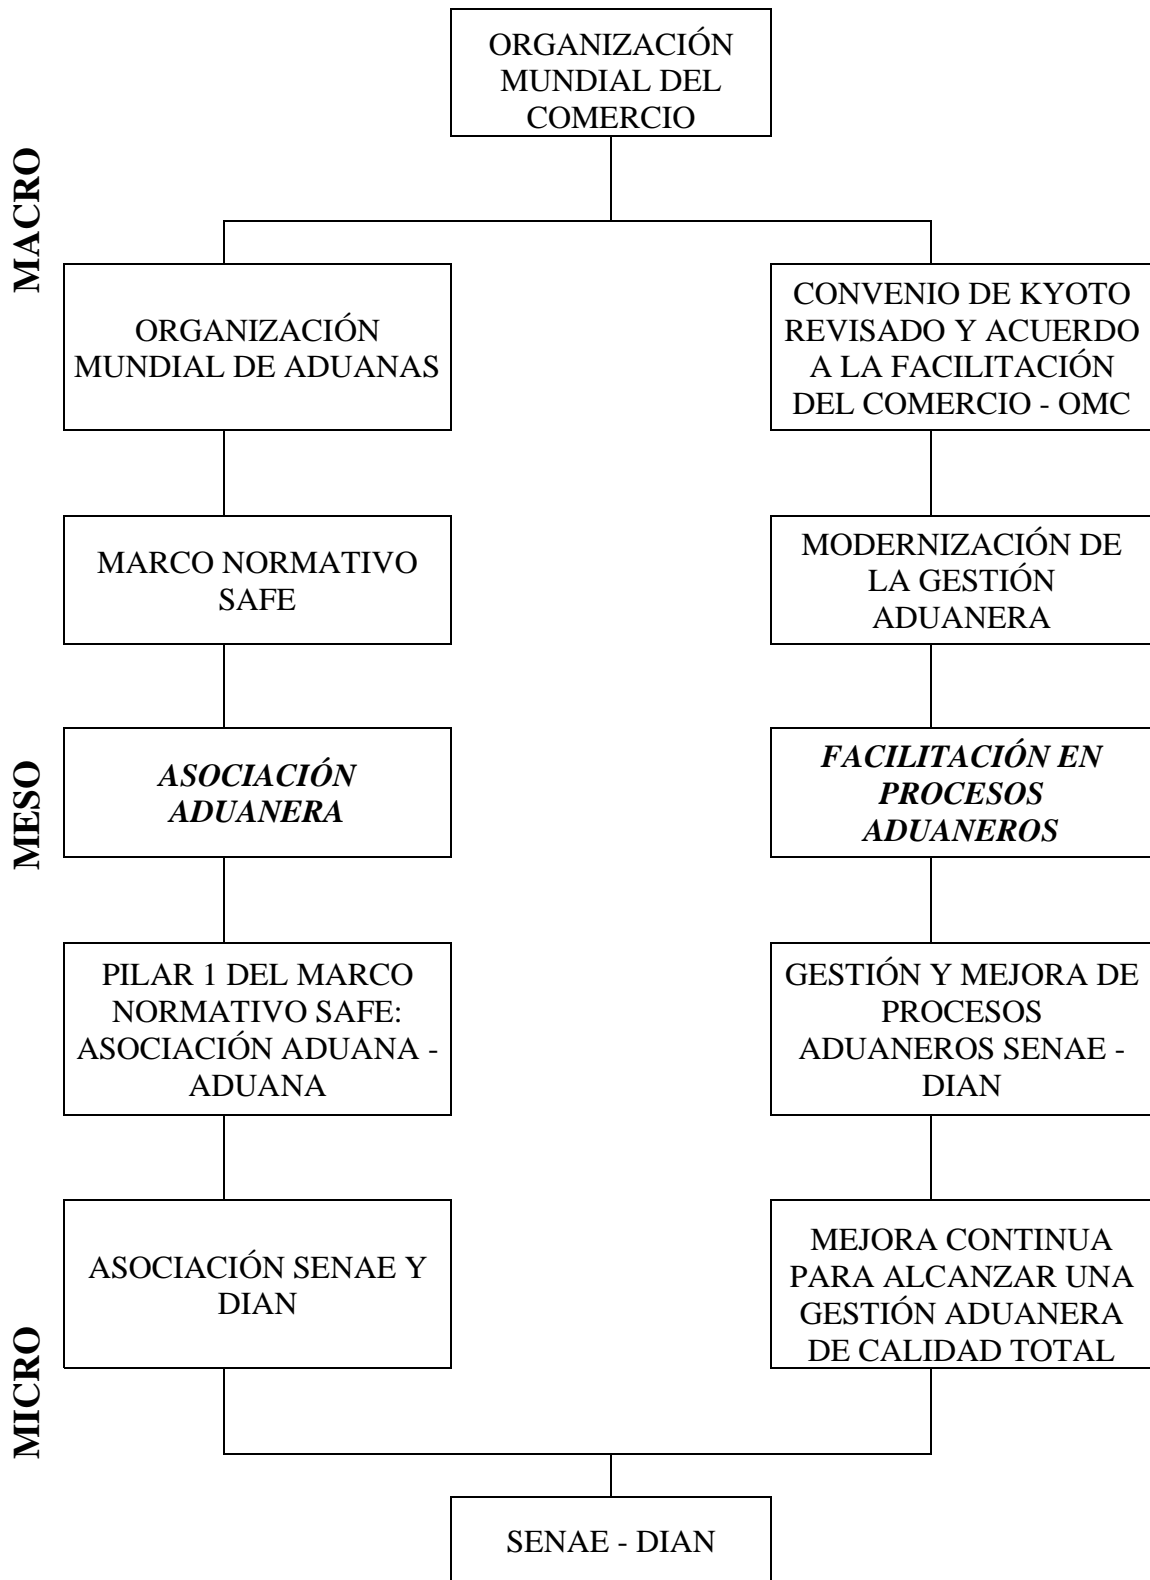 ORGANIZACIÓN
MUNDIAL DEL
COMERCIO
MACRO
ORGANIZACIÓN
MUNDIAL DE ADUANAS
CONVENIO DE KYOTO
REVISADO Y ACUERDO
A LA FACILITACIÓN
DEL COMERCIO - OMC
MARCO NORMATIVO
SAFE
MODERNIZACIÓN DE
LA GESTIÓN
ADUANERA
MESO
ASOCIACIÓN
ADUANERA
FACILITACIÓN EN
PROCESOS
ADUANEROS
PILAR 1 DEL MARCO
NORMATIVO SAFE:
ASOCIACIÓN ADUANA -
ADUANA
GESTIÓN Y MEJORA DE
PROCESOS
ADUANEROS SENAE -
DIAN
MICRO
ASOCIACIÓN SENAE Y
DIAN
MEJORA CONTINUA
PARA ALCANZAR UNA
GESTIÓN ADUANERA
DE CALIDAD TOTAL
SENAE - DIAN